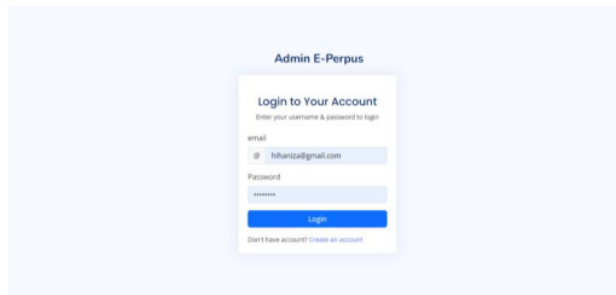 Admin E-Perpus
Login to Your Account
Enter your username & password to login
email
@ hihaniza@gmail.com
Password
••••••••
Login
Don't have account? Create an account